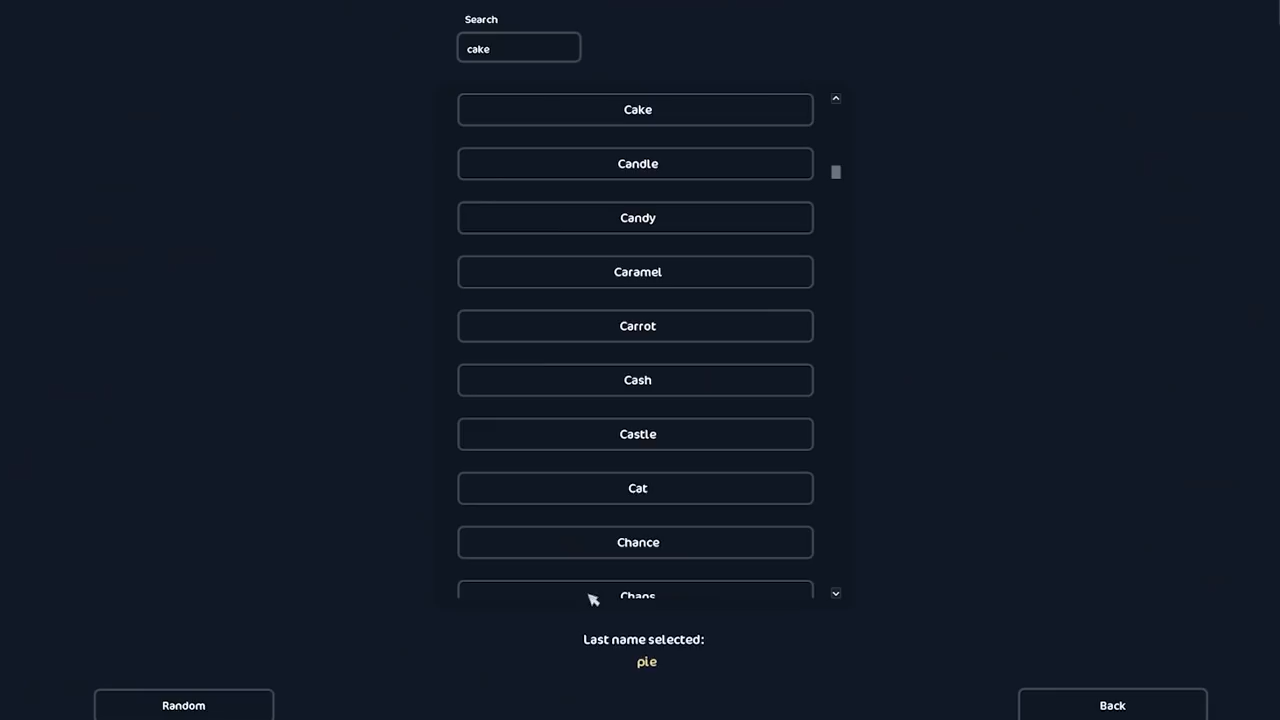 Search
cake
Cake
Candle
Candy
Caramel
Carrot
Cash
Castle
Cat
Chance
Chaos
Last name selected:
pie
Random
Back